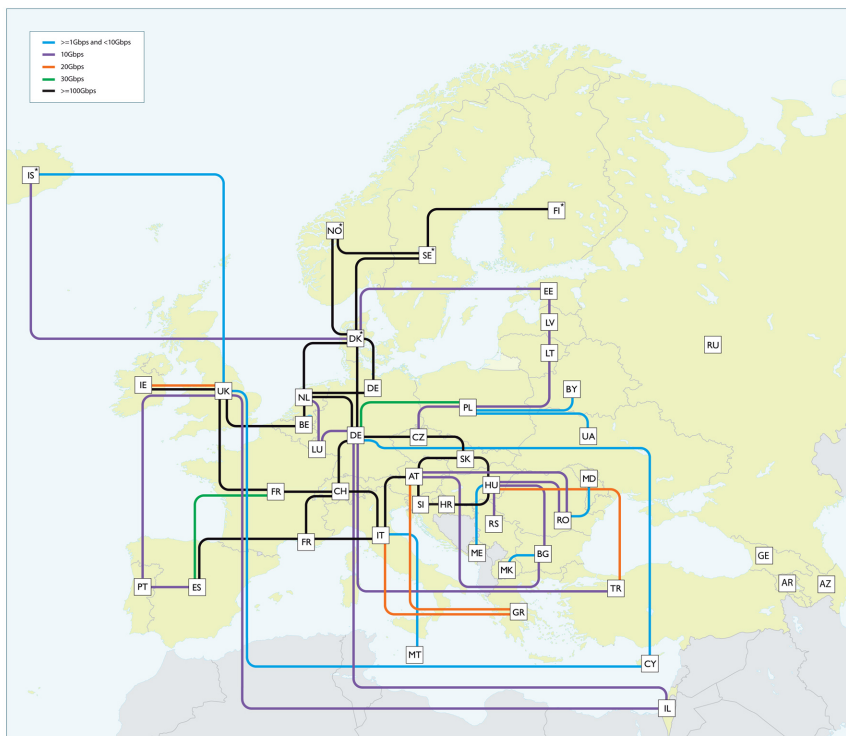 >=1Gbps and <10Gbps
10Gbps
20Gbps
30Gbps
>=100Gbps
IS*
NO*
FI*
SE*
EE
LV
DK*
RU
LT
IE
UK
NL
DE
PL
BY
BE
LU
DE
CZ
UA
SK
FR
CH
AT
HU
MD
SI
HR
RS
RO
FR
IT
ME
BG
GE
MK
PT
ES
TR
AR
AZ
GR
MT
CY
IL